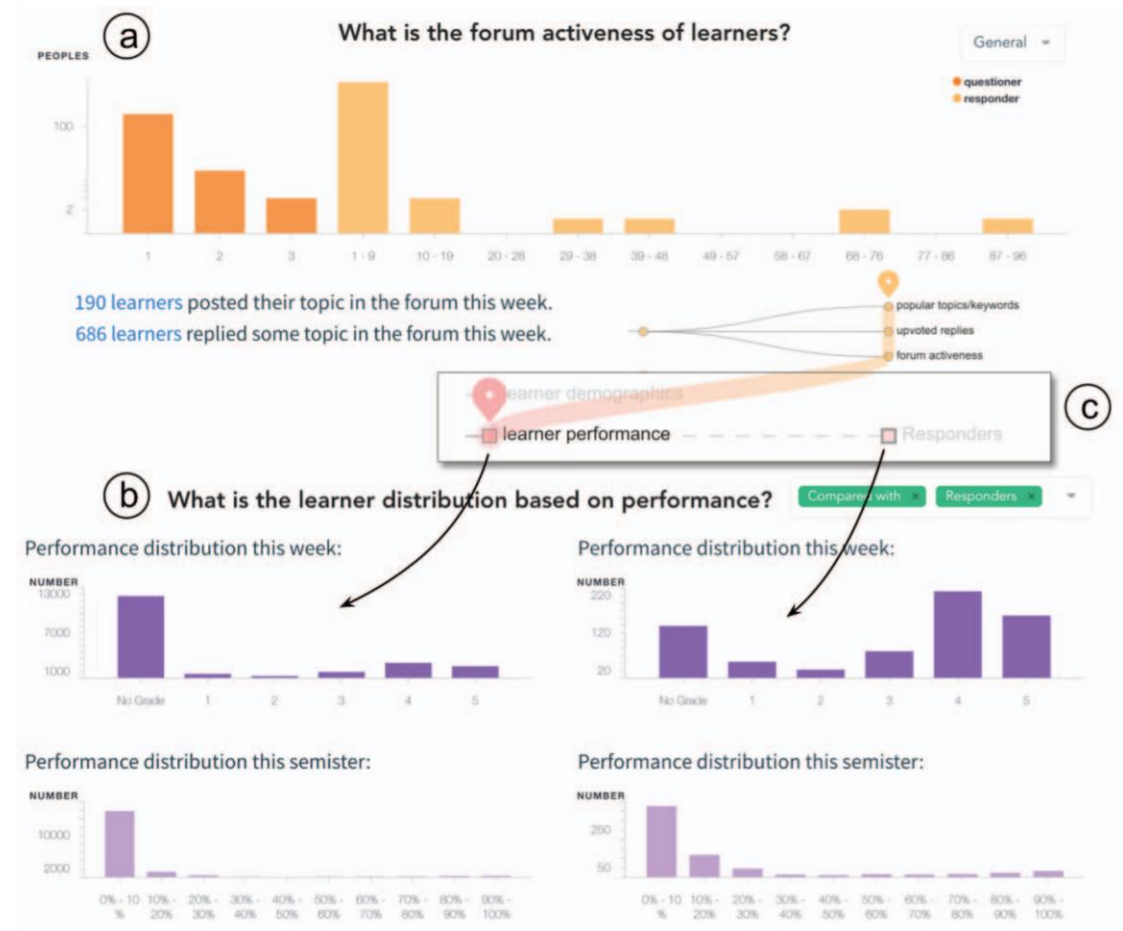 a
What is the forum activeness of learners?
General
PEOPLES
questioner
responder
100
2
1 2 3 1 - 9 10 - 19 20 - 28 29 - 38 39 - 48 49 - 57 58 - 67 68 - 76 77 - 86 87 - 96
190 learners posted their topic in the forum this week.
686 learners replied some topic in the forum this week.
popular topics/keywords
upvoted replies
forum activeness
learner demographics
learner performance
Responders
c
b
What is the learner distribution based on performance?
Compared with ×
Responders ×
Performance distribution this week:
NUMBER
13000
7000
1000
No Grade 1 2 3 4 5
Performance distribution this week:
NUMBER
220
120
20
No Grade 1 2 3 4 5
Performance distribution this semister:
NUMBER
10000
2000
0% - 10 10% - 20% - 30% - 40% - 50% - 60% - 70% - 80% - 90% -
% 20% 30% 40% 50% 60% 70% 80% 90% 100%
Performance distribution this semister:
NUMBER
250
50
0% - 10 10% - 20% - 30% - 40% - 50% - 60% - 70% - 80% - 90% -
% 20% 30% 40% 50% 60% 70% 80% 90% 100%